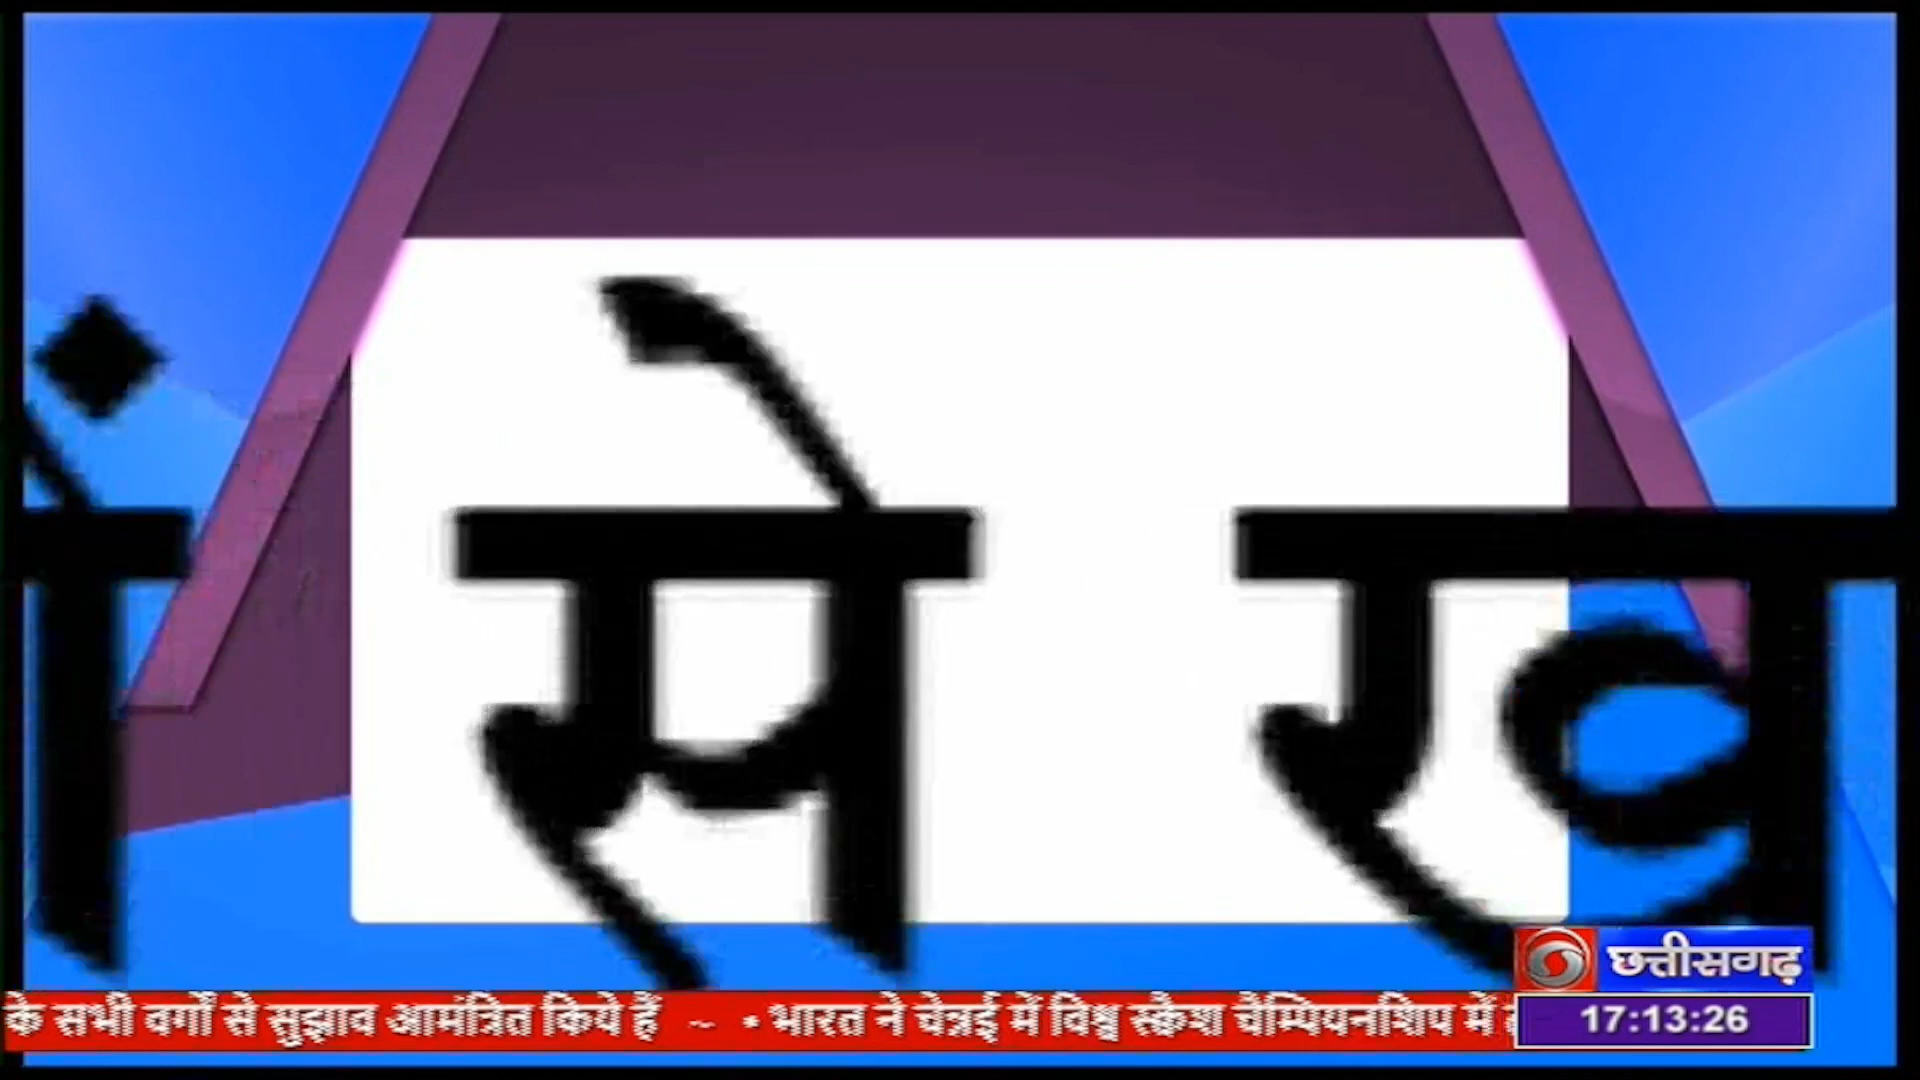 से
छत्तीसगढ़
के सभी वर्गों से सुझाव आमंत्रित किये हैं ~ • भारत ने चेन्नई में विश्व स्क्वैश चैम्पियनशिप में
17:13:26